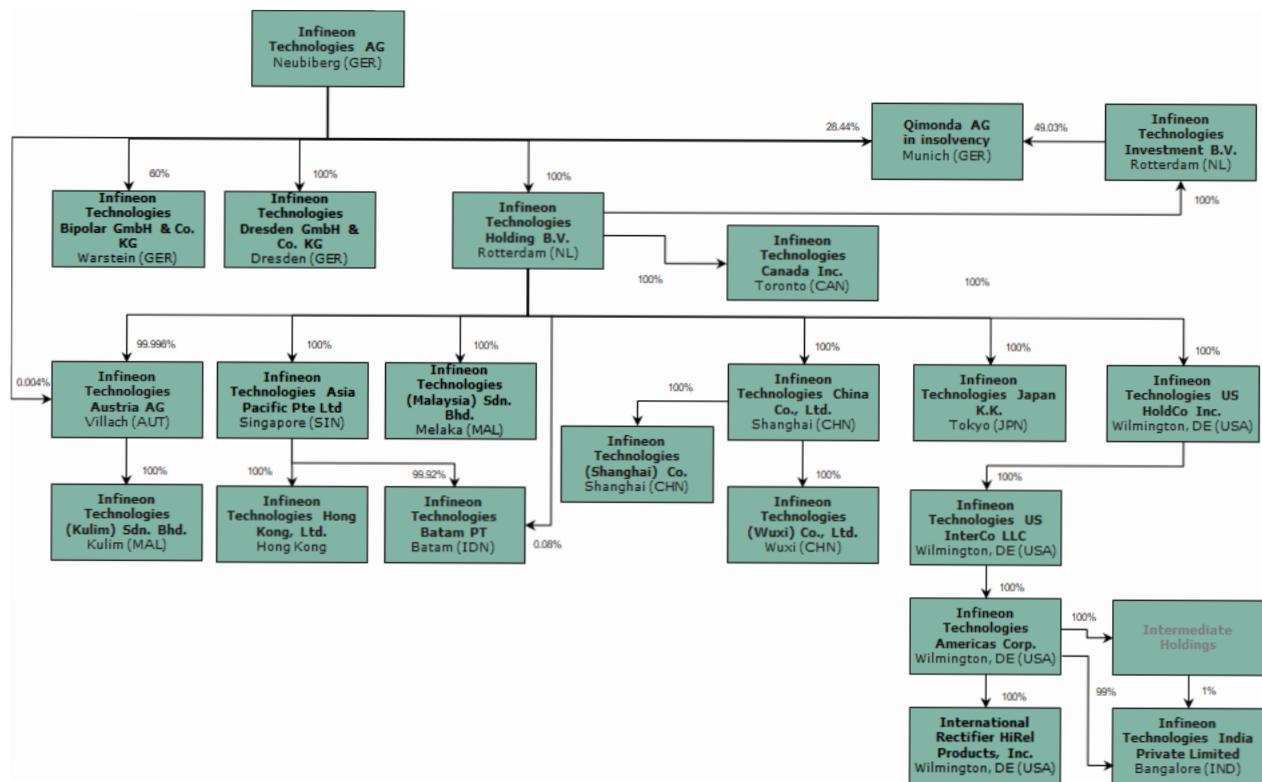 Infineon
Technologies AG
Neubiberg (GER)
28.44%
Qimonda AG
in insolvency
Munich (GER)
49.03%
Infineon
Technologies
Investment B.V.
Rotterdam (NL)
60%
100%
100%
100%
Infineon
Technologies
Bipolar GmbH & Co.
KG
Warstein (GER)
Infineon
Technologies
Dresden GmbH &
Co. KG
Dresden (GER)
Infineon
Technologies
Holding B.V.
Rotterdam (NL)
100%
Infineon
Technologies
Canada Inc.
Toronto (CAN)
100%
99.996%
100%
100%
100%
100%
100%
0.004%
Infineon
Technologies
Austria AG
Villach (AUT)
Infineon
Technologies Asia
Pacific Pte Ltd
Singapore (SIN)
Infineon
Technologies
(Malaysia) Sdn.
Bhd.
Melaka (MAL)
100%
Infineon
Technologies China
Co., Ltd.
Shanghai (CHN)
Infineon
Technologies Japan
K.K.
Tokyo (JPN)
Infineon
Technologies US
HoldCo Inc.
Wilmington, DE (USA)
Infineon
Technologies
(Shanghai) Co.
Shanghai (CHN)
100%
100%
99.92%
100%
100%
Infineon
Technologies
(Kulim) Sdn. Bhd.
Kulim (MAL)
Infineon
Technologies Hong
Kong, Ltd.
Hong Kong
Infineon
Technologies
Batam PT
Batam (IDN)
0.08%
Infineon
Technologies
(Wuxi) Co., Ltd.
Wuxi (CHN)
Infineon
Technologies US
InterCo LLC
Wilmington, DE (USA)
100%
Infineon
Technologies
Americas Corp.
Wilmington, DE (USA)
100%
Intermediate
Holdings
100%
99%
1%
International
Rectifier HiRel
Products, Inc.
Wilmington, DE (USA)
Infineon
Technologies India
Private Limited
Bangalore (IND)